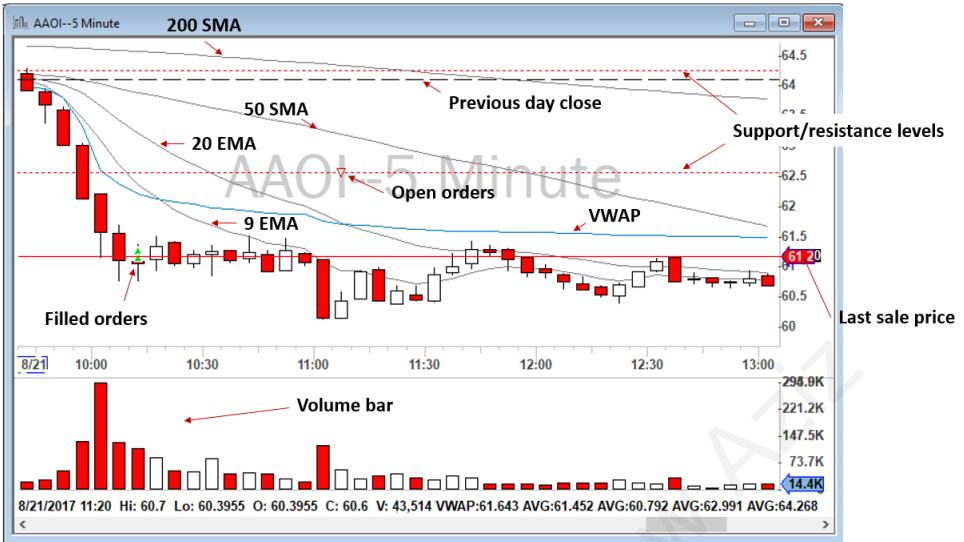 AAOI--5 Minute
200 SMA
64.5
64
Previous day close
50 SMA
Support/resistance levels
20 EMA
AAOI--5 Minute
62.5
Open orders
62
VWAP
9 EMA
61.5
61.20
61
60.5
Filled orders
Last sale price
60
8/21 10:00 10:30 11:00 11:30 12:00 12:30 13:00
Volume bar
221.2K
147.5K
73.7K
14.4K
8/21/2017 11:20 Hi: 60.7 Lo: 60.3955 O: 60.3955 C: 60.6 V: 43,514 VWAP:61.643 AVG:61.452 AVG:60.792 AVG:62.991 AVG:64.268
Aziz